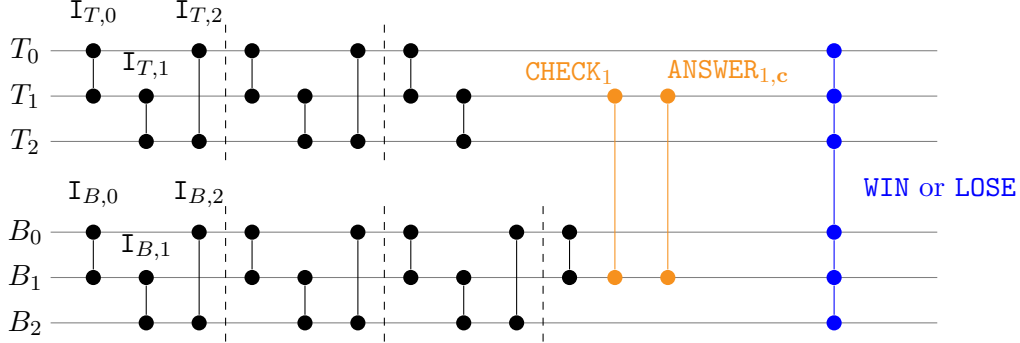 I_{T,0} I_{T,2}
T_0
I_{T,1}
CHECK_1 ANSWER_{1,c}
T_1
T_2
I_{B,0} I_{B,2}
WIN or LOSE
B_0
I_{B,1}
B_1
B_2